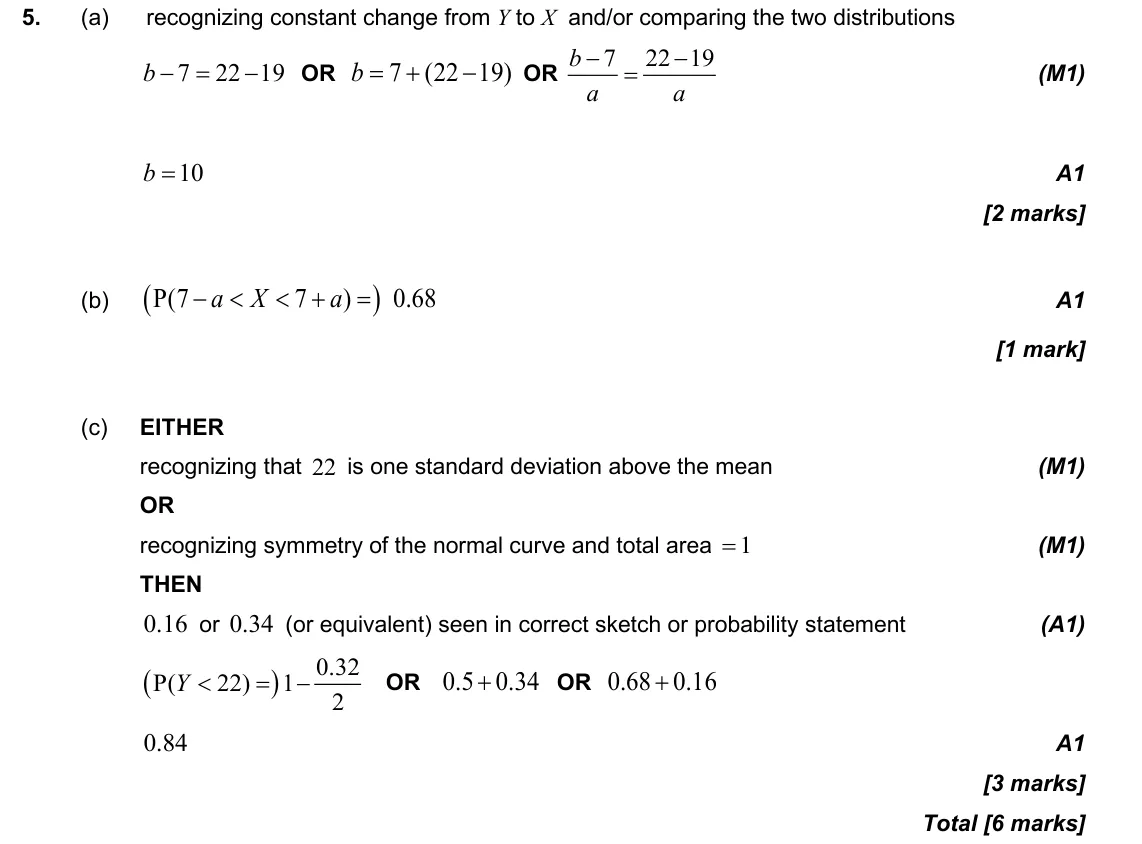 5. (a) recognizing constant change from Y to X and/or comparing the two distributions
b − 7 = 22 − 19 OR b = 7 + (22 − 19) OR (b − 7)/a = (22 − 19)/a (M1)
b = 10 A1
[2 marks]
(b) (P(7 − a < X < 7 + a) =) 0.68 A1
[1 mark]
(c) EITHER
recognizing that 22 is one standard deviation above the mean (M1)
OR
recognizing symmetry of the normal curve and total area = 1 (M1)
THEN
0.16 or 0.34 (or equivalent) seen in correct sketch or probability statement (A1)
(P(Y < 22) =) 1 − 0.32/2 OR 0.5 + 0.34 OR 0.68 + 0.16
0.84 A1
[3 marks]
Total [6 marks]